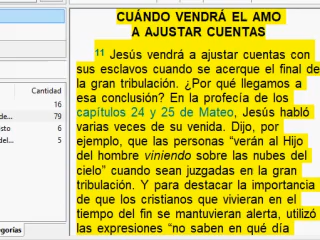 CUÁNDO VENDRÁ EL AMO
A AJUSTAR CUENTAS
11 Jesús vendrá a ajustar cuentas con
sus esclavos cuando se acerque el final de
la gran tribulación. ¿Por qué llegamos a
esa conclusión? En la profecía de los
capítulos 24 y 25 de Mateo, Jesús habló
varias veces de su venida. Dijo, por
ejemplo, que las personas “verán al Hijo
del hombre viniendo sobre las nubes del
cielo” cuando sean juzgadas en la gran
tribulación. Y para destacar la importancia
de que los cristianos que vivieran en el
tiempo del fin se mantuvieran alerta, utilizó
las expresiones “no saben en qué día
Cantidad
16
de... 79
osto 6
del... 5
egorías